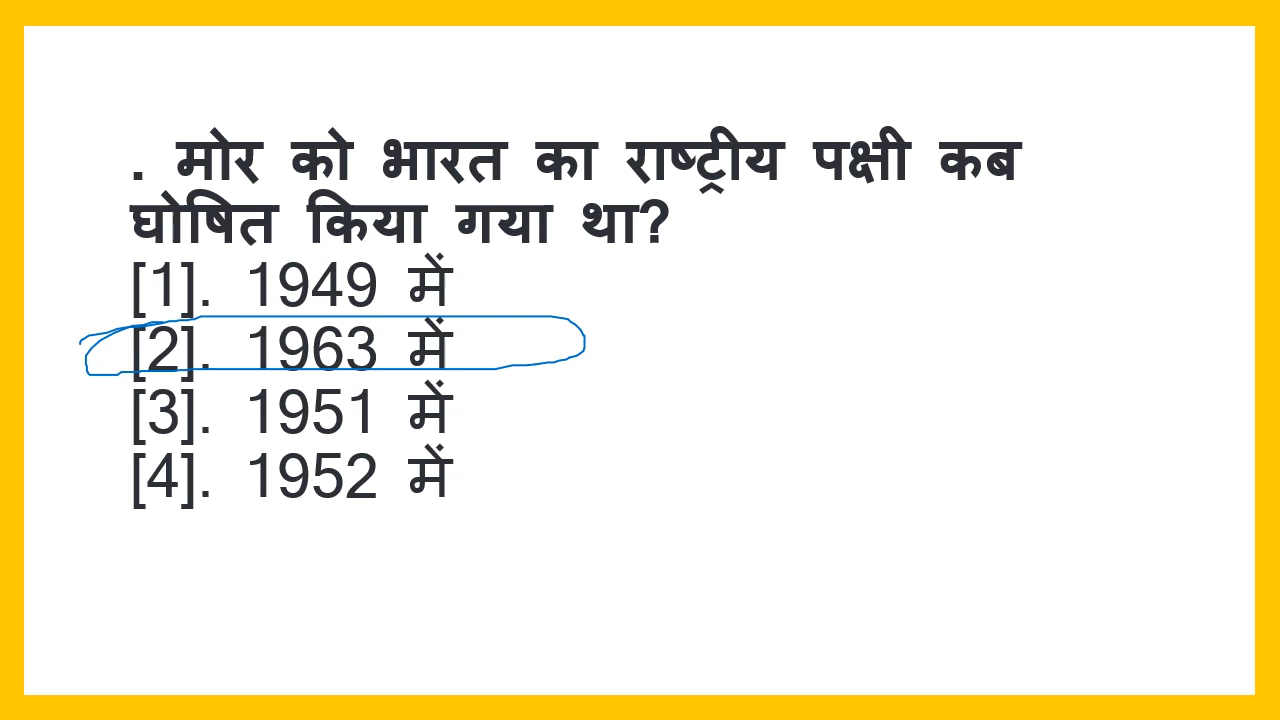 . मोर को भारत का राष्ट्रीय पक्षी कब
घोषित किया गया था?
[1]. 1949 में
[2]. 1963 में
[3]. 1951 में
[4]. 1952 में